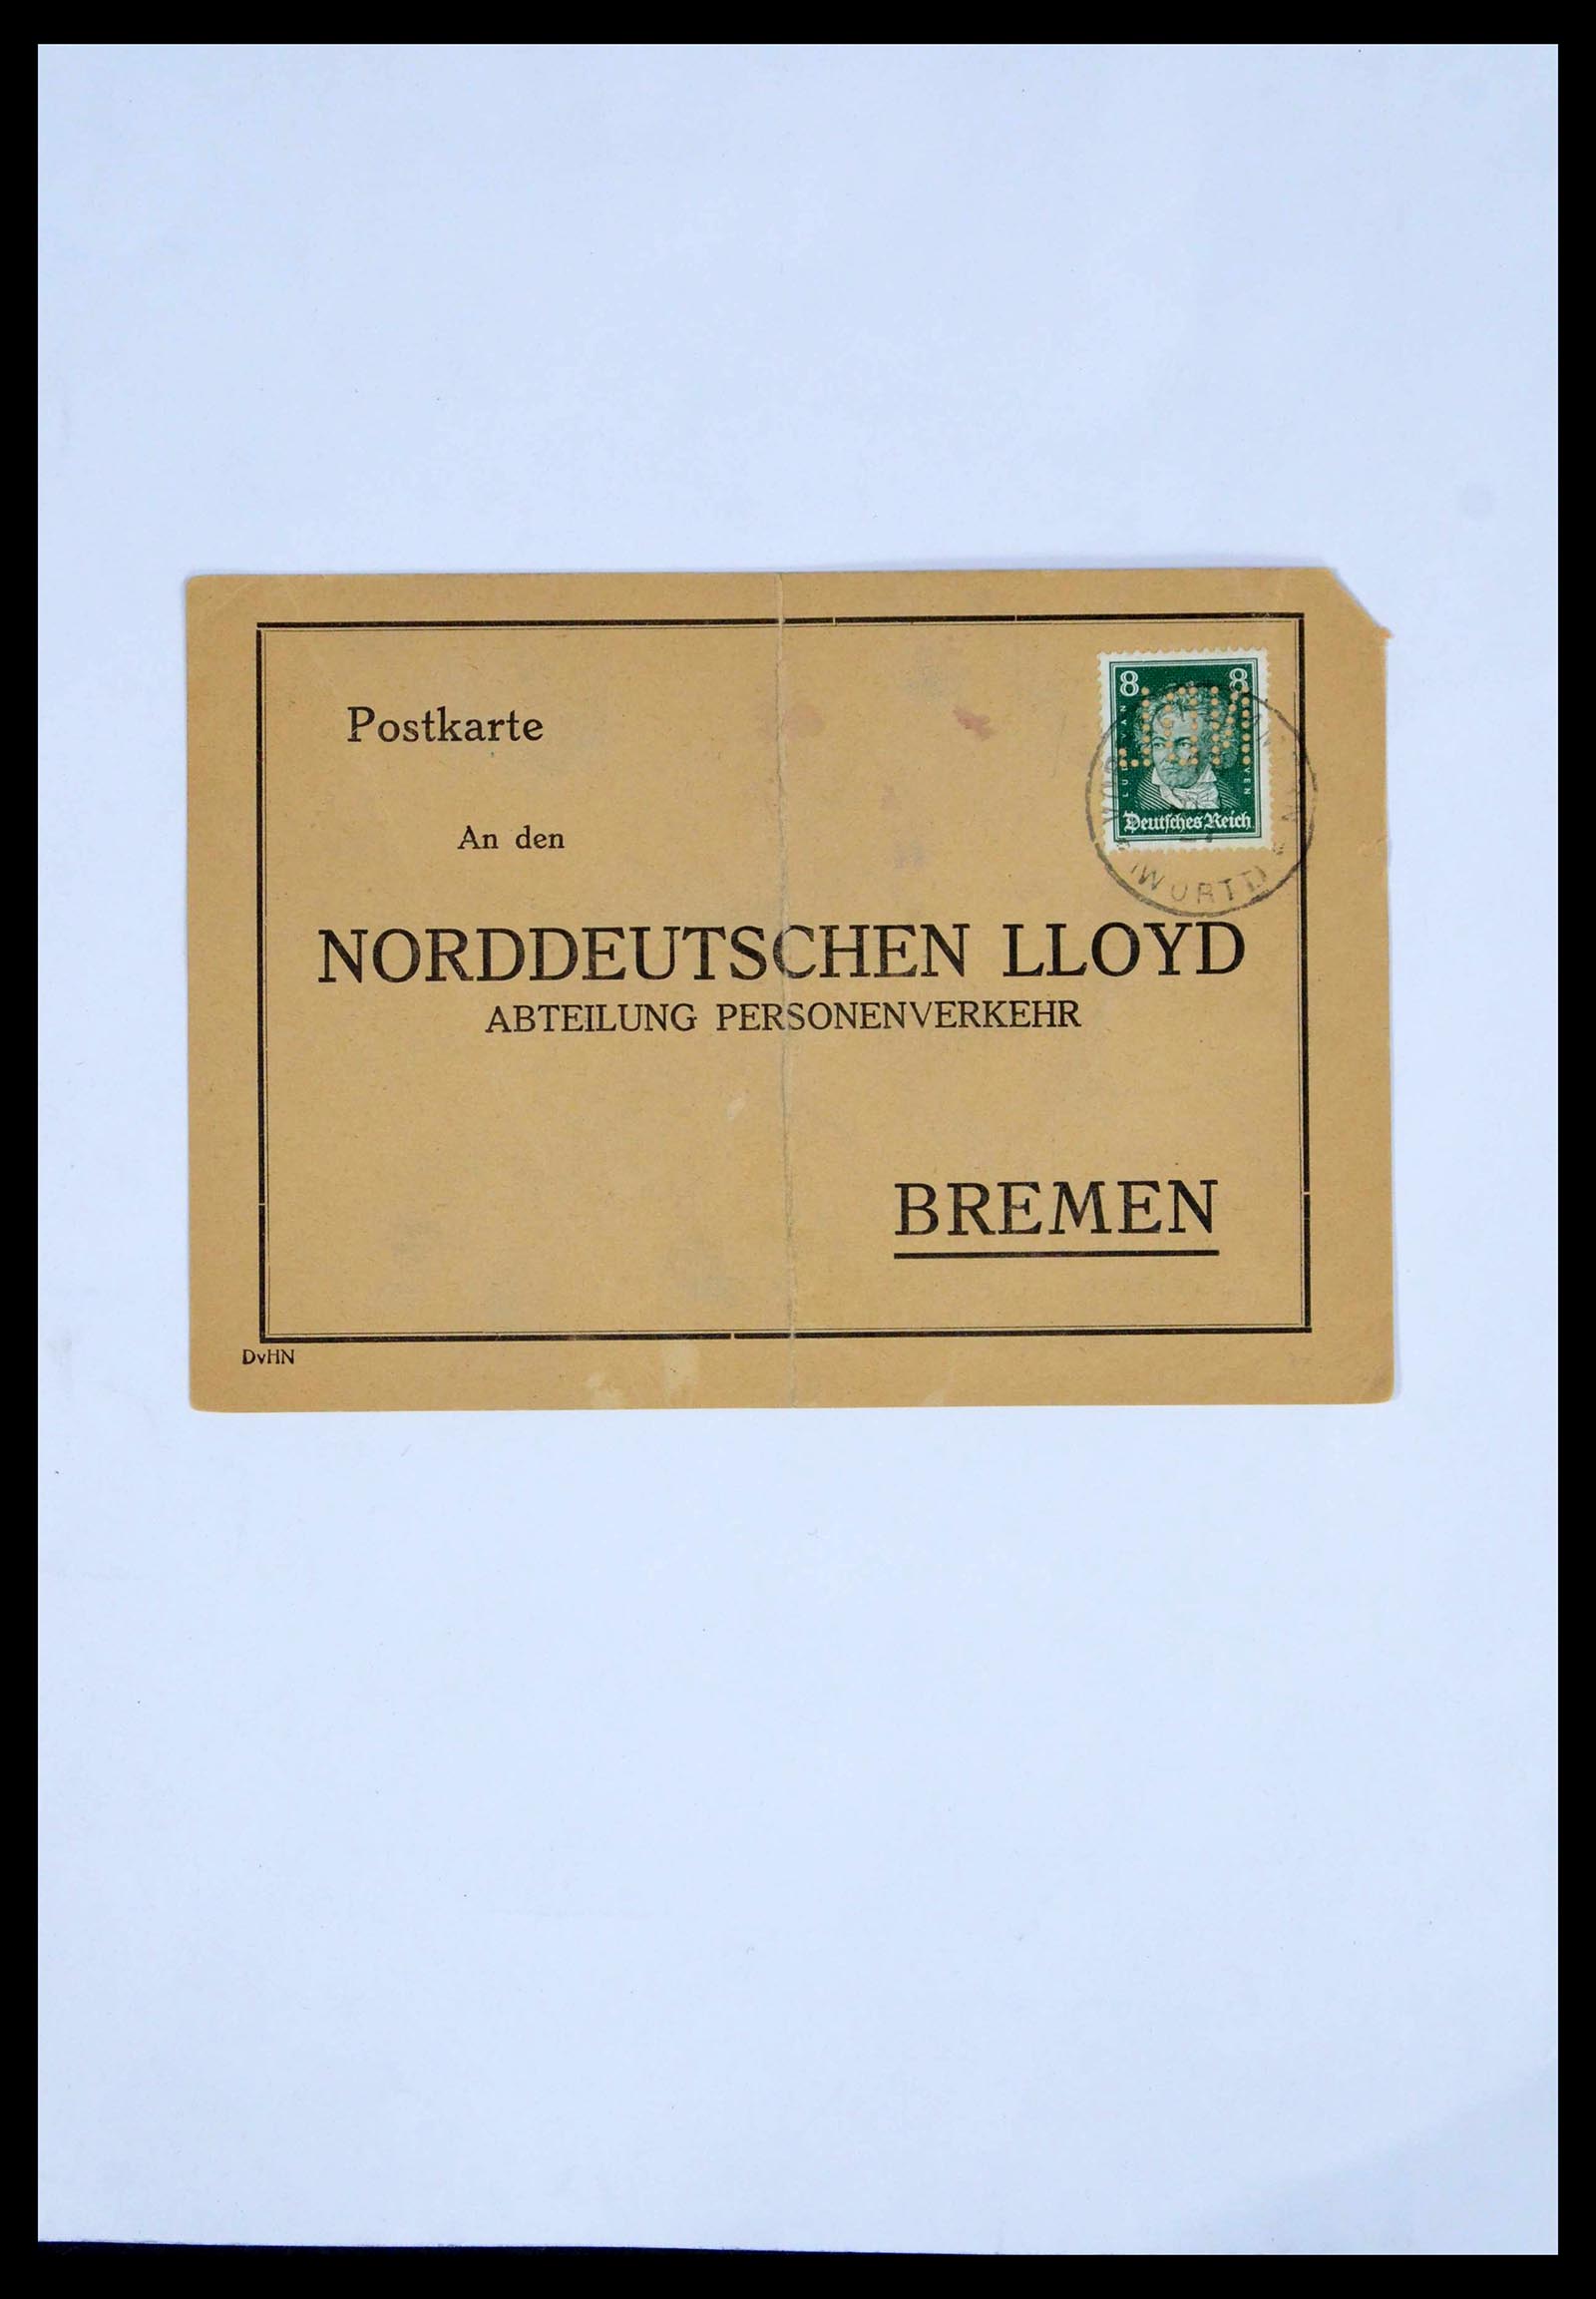 Postkarte
8 8
Deutsches Reich
(WÜRTT)
An den
NORDDEUTSCHEN LLOYD
ABTEILUNG PERSONENVERKEHR
BREMEN
DvHN